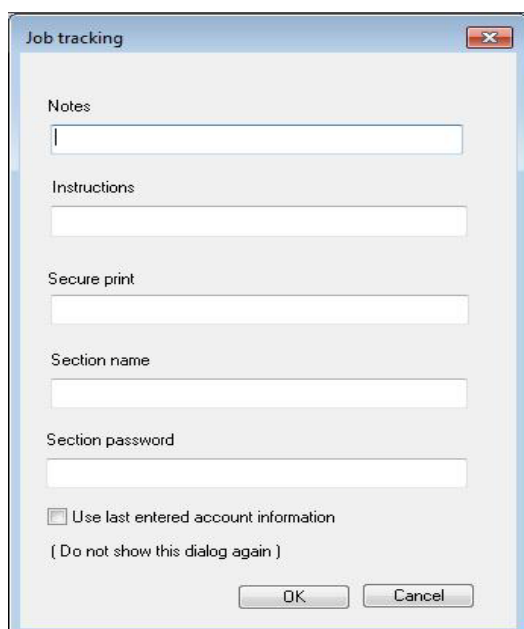 Job tracking
Notes
Instructions
Secure print
Section name
Section password
Use last entered account information
( Do not show this dialog again )
OK Cancel